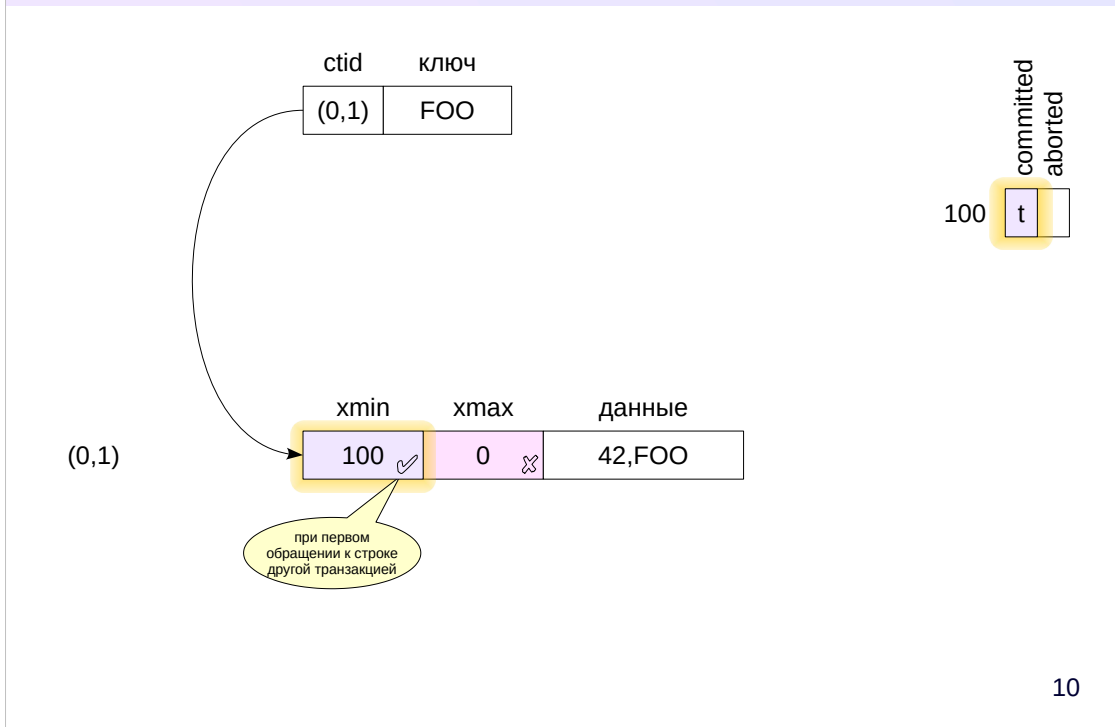 ctid ключ
(0,1) FOO
committed
aborted
100 t
xmin xmax данные
(0,1) 100 0 42,FOO
при первом
обращении к строке
другой транзакцией
10